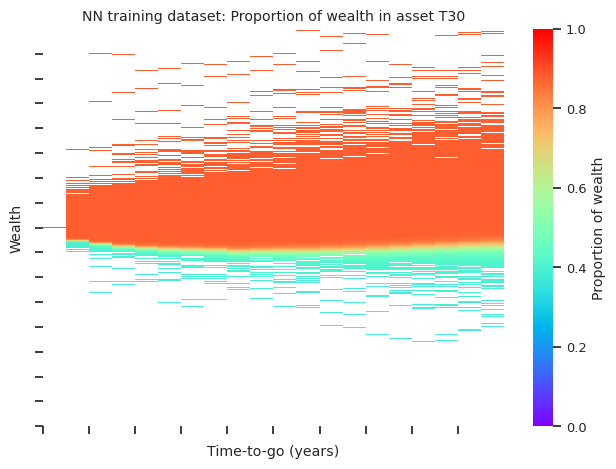 NN training dataset: Proportion of wealth in asset T30
Wealth
Time-to-go (years)
1.0
0.8
0.6
0.4
0.2
0.0
Proportion of wealth